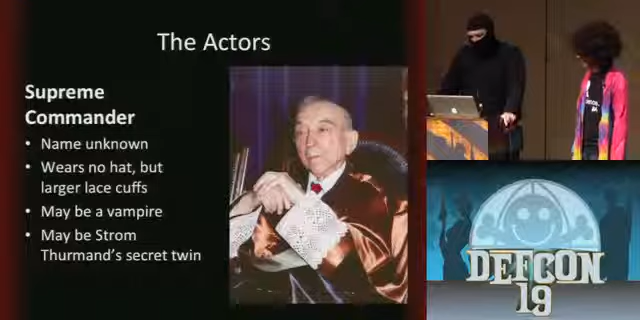 The Actors
Supreme
Commander
• Name unknown
• Wears no hat, but
larger lace cuffs
• May be a vampire
• May be Strom
Thurmand's secret twin
DEFCON
19